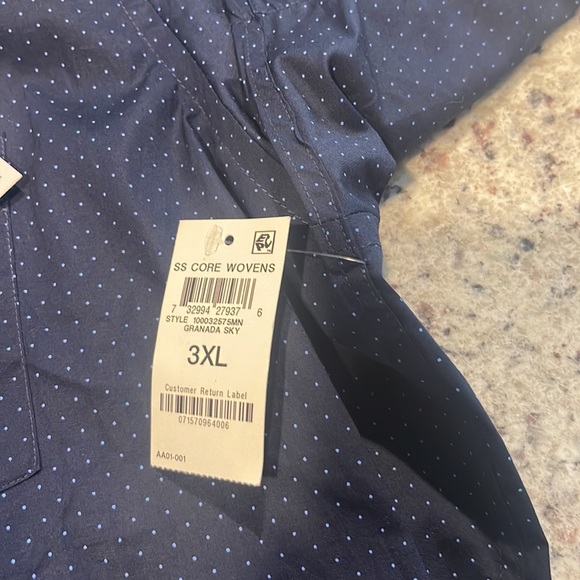 SS CORE WOVENS
7 32994 27937 6
STYLE 100032575MN
GRANADA SKY
3XL
Customer Return Label
071570964006
AA01-001